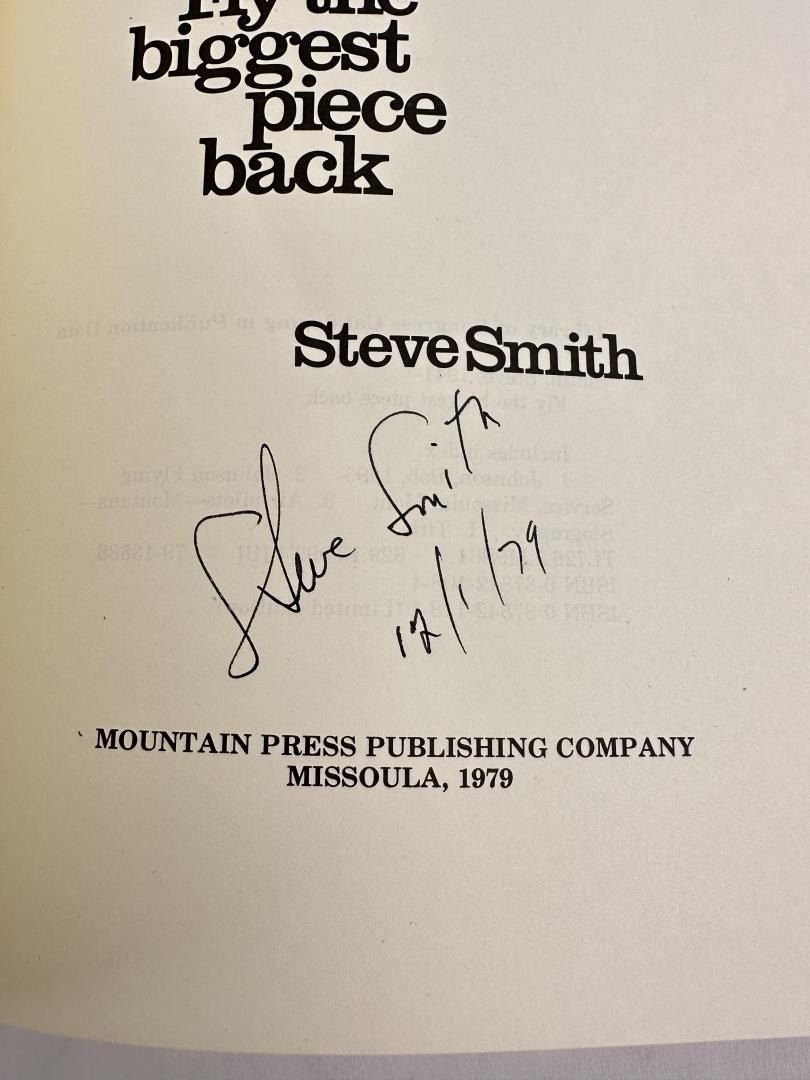 Fly the
biggest
piece
back
Steve Smith
Steve Smith
12/1/79
MOUNTAIN PRESS PUBLISHING COMPANY
MISSOULA, 1979